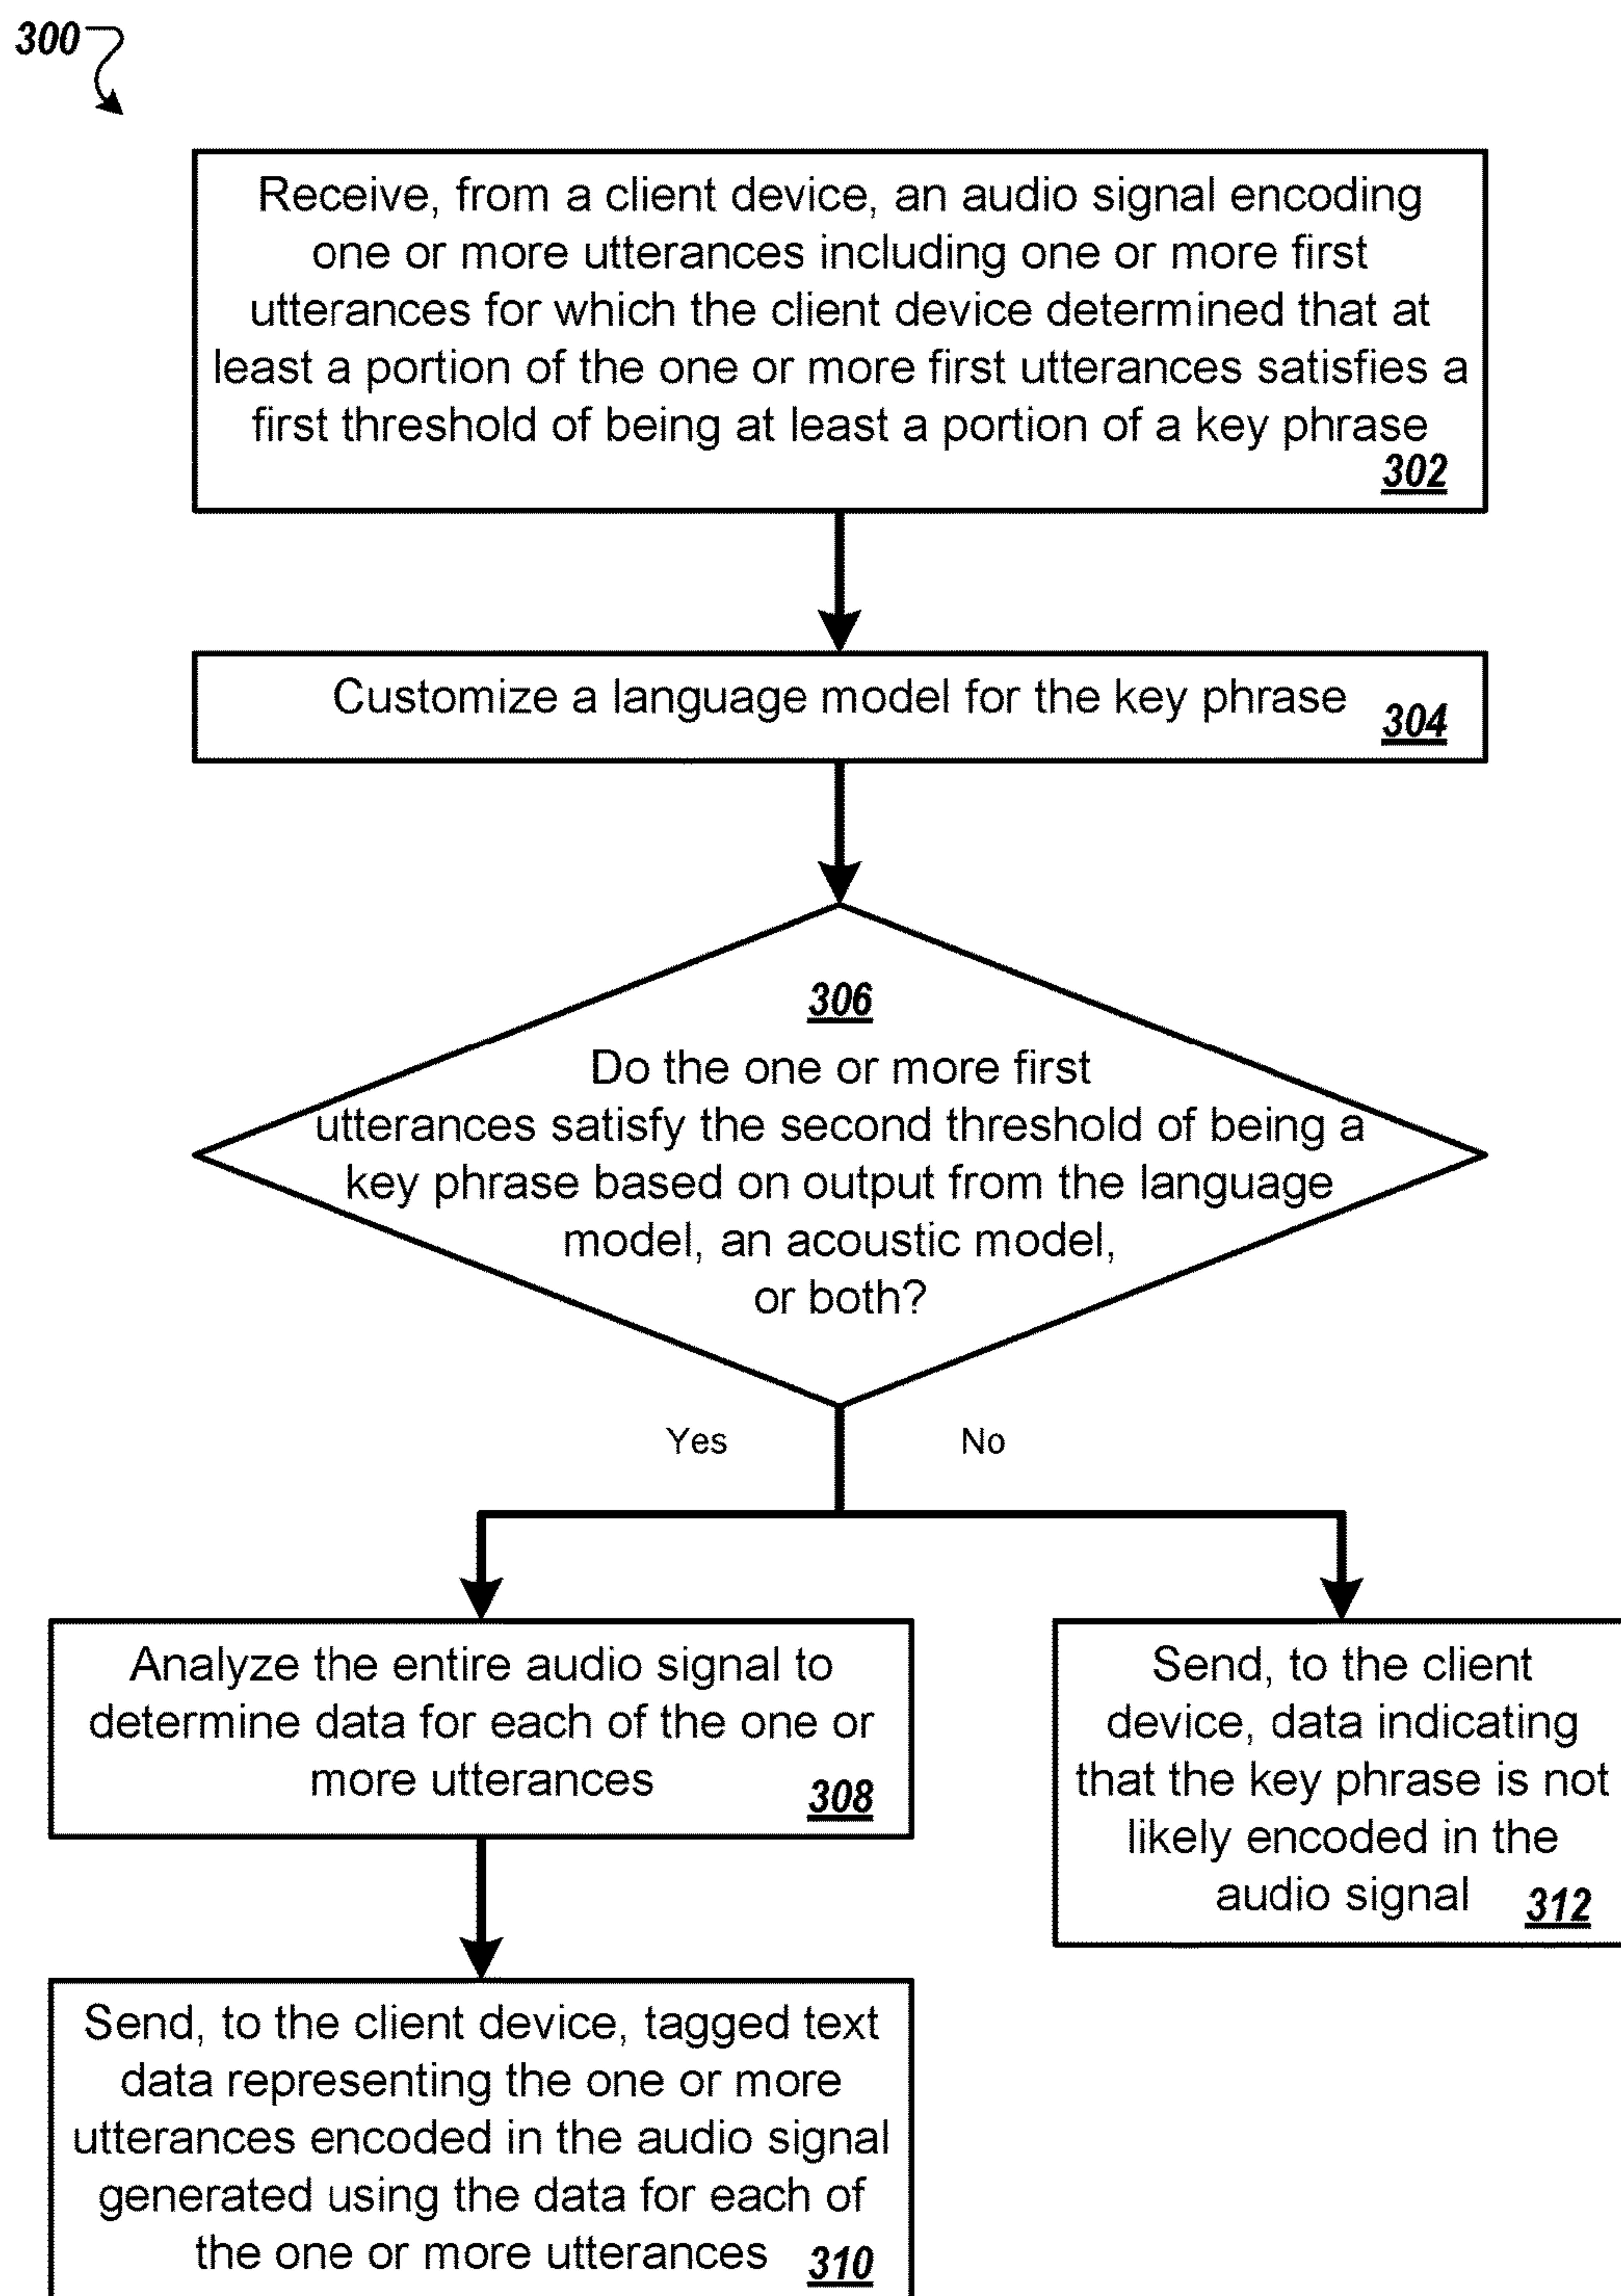 300
Receive, from a client device, an audio signal encoding
one or more utterances including one or more first
utterances for which the client device determined that at
least a portion of the one or more first utterances satisfies a
first threshold of being at least a portion of a key phrase
302
Customize a language model for the key phrase 304
306
Do the one or more first
utterances satisfy the second threshold of being a
key phrase based on output from the language
model, an acoustic model,
or both?
Yes No
Analyze the entire audio signal to
determine data for each of the one or
more utterances 308
Send, to the client
device, data indicating
that the key phrase is not
likely encoded in the
audio signal 312
Send, to the client device, tagged text
data representing the one or more
utterances encoded in the audio signal
generated using the data for each of
the one or more utterances 310